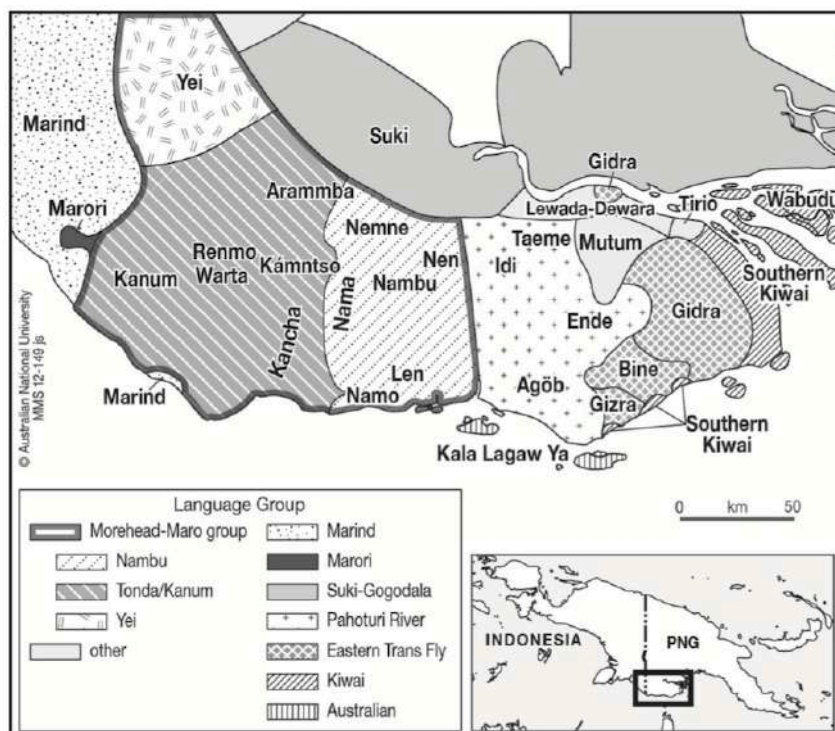 Yei
Marind
Suki
Gidra
Arammba
Lewada-Dewara
Tirio
Wabudu
Marori
Nemne
Taeme
Mutum
Renmo
Warta
Kámntso
Nen
Idi
Southern
Kiwai
Kanum
Nambu
Nama
Gidra
Ende
Kancha
Bine
Len
Agöb
Marind
Namo
Gizra
Southern
Kiwai
Kala Lagaw Ya
© Australian National University
MMS 12-149 js
Language Group
Morehead-Maro group
Nambu
Tonda/Kanum
Yei
other
Marind
Marori
Suki-Gogodala
Pahoturi River
Eastern Trans Fly
Kiwai
Australian
0 50
km
INDONESIA
PNG